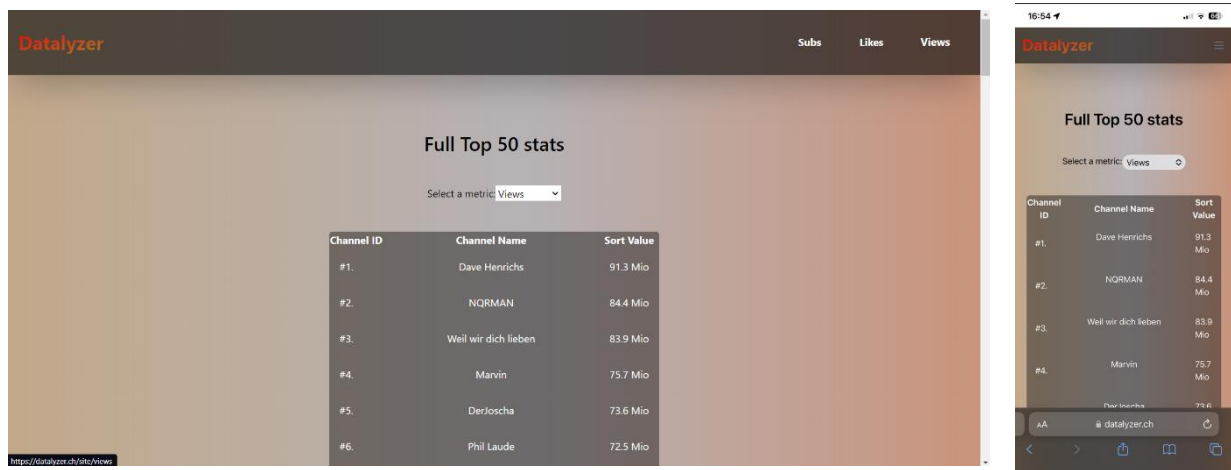 Datalyzer
Subs Likes Views
Full Top 50 stats
Select a metric: Views
Channel ID Channel Name Sort Value
#1. Dave Henrichs 91.3 Mio
#2. NQRMAN 84.4 Mio
#3. Weil wir dich lieben 83.9 Mio
#4. Marvin 75.7 Mio
#5. DerJoscha 73.6 Mio
#6. Phil Laude 72.5 Mio
https://datalyzer.ch/site/views
16:54
Datalyzer
Full Top 50 stats
Select a metric: Views
Channel
ID
Channel Name
Sort
Value
#1. Dave Henrichs 91.3
Mio
#2. NQRMAN 84.4
Mio
#3. Weil wir dich lieben 83.9
Mio
#4. Marvin 75.7
Mio
DerJoscha 73.6
AA datalyzer.ch